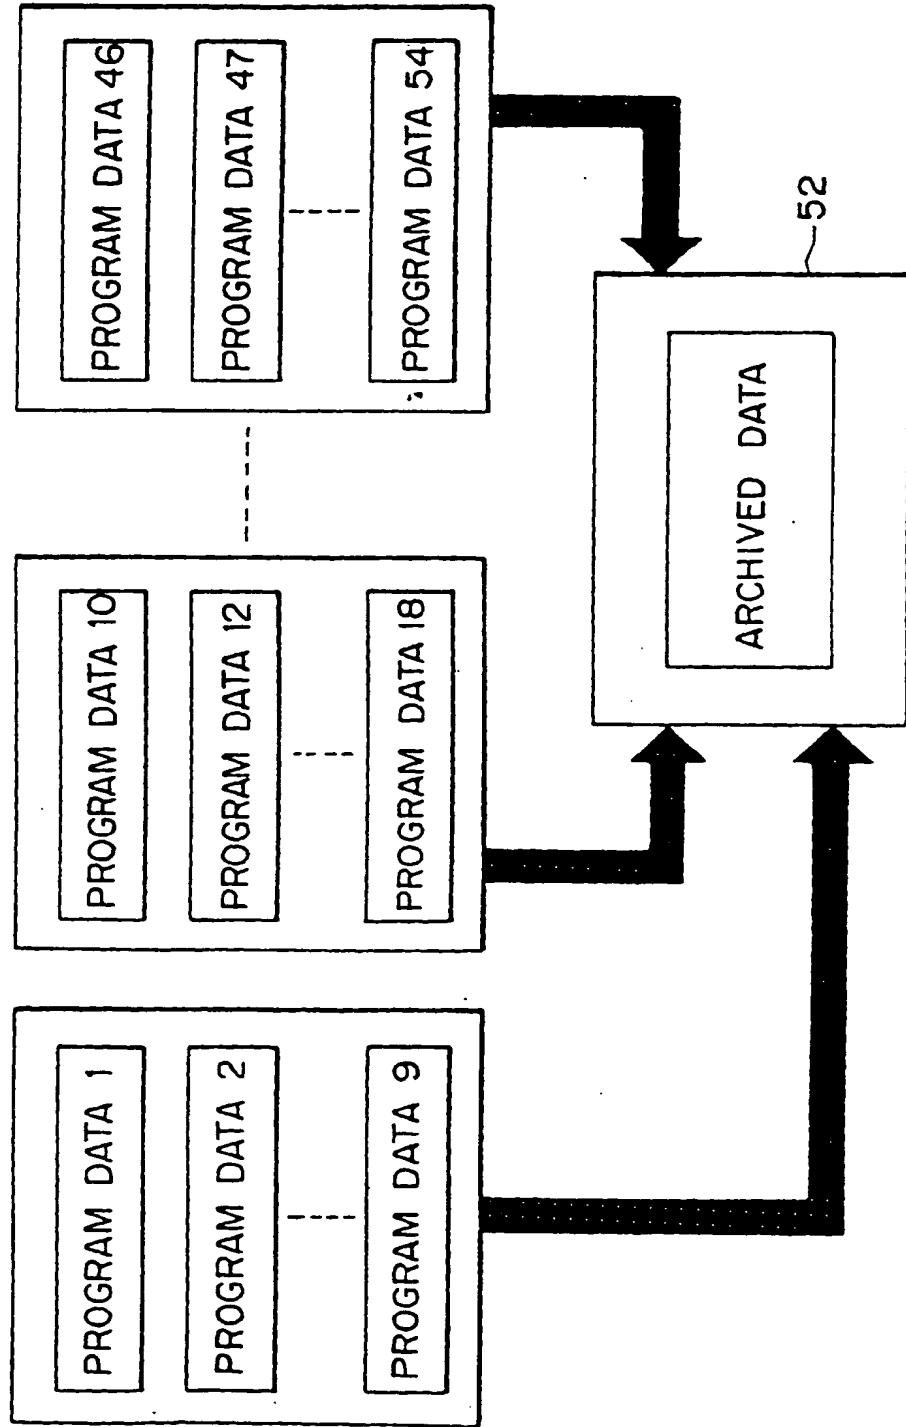 PROGRAM DATA 1
PROGRAM DATA 2
PROGRAM DATA 9
PROGRAM DATA 10
PROGRAM DATA 12
PROGRAM DATA 18
PROGRAM DATA 46
PROGRAM DATA 47
PROGRAM DATA 54
ARCHIVED DATA
52